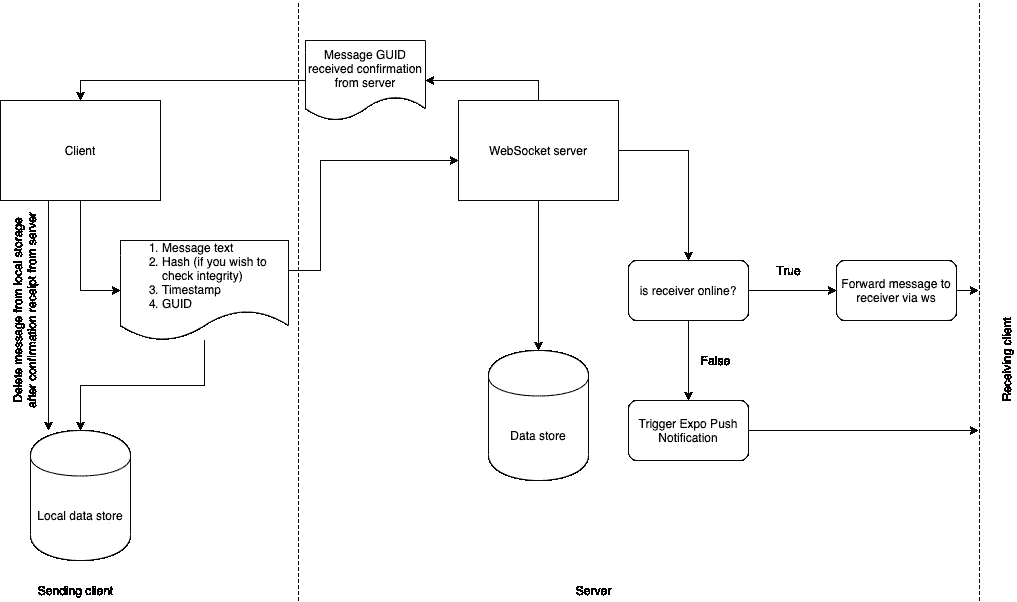 Message GUID
received confirmation
from server
Client
WebSocket server
Delete message from local storage
after confirmation receipt from server
1. Message text
2. Hash (if you wish to
check integrity)
3. Timestamp
4. GUID
is receiver online?
True
Forward message to
receiver via ws
False
Receiving client
Trigger Expo Push
Notification
Data store
Local data store
Sending client
Server